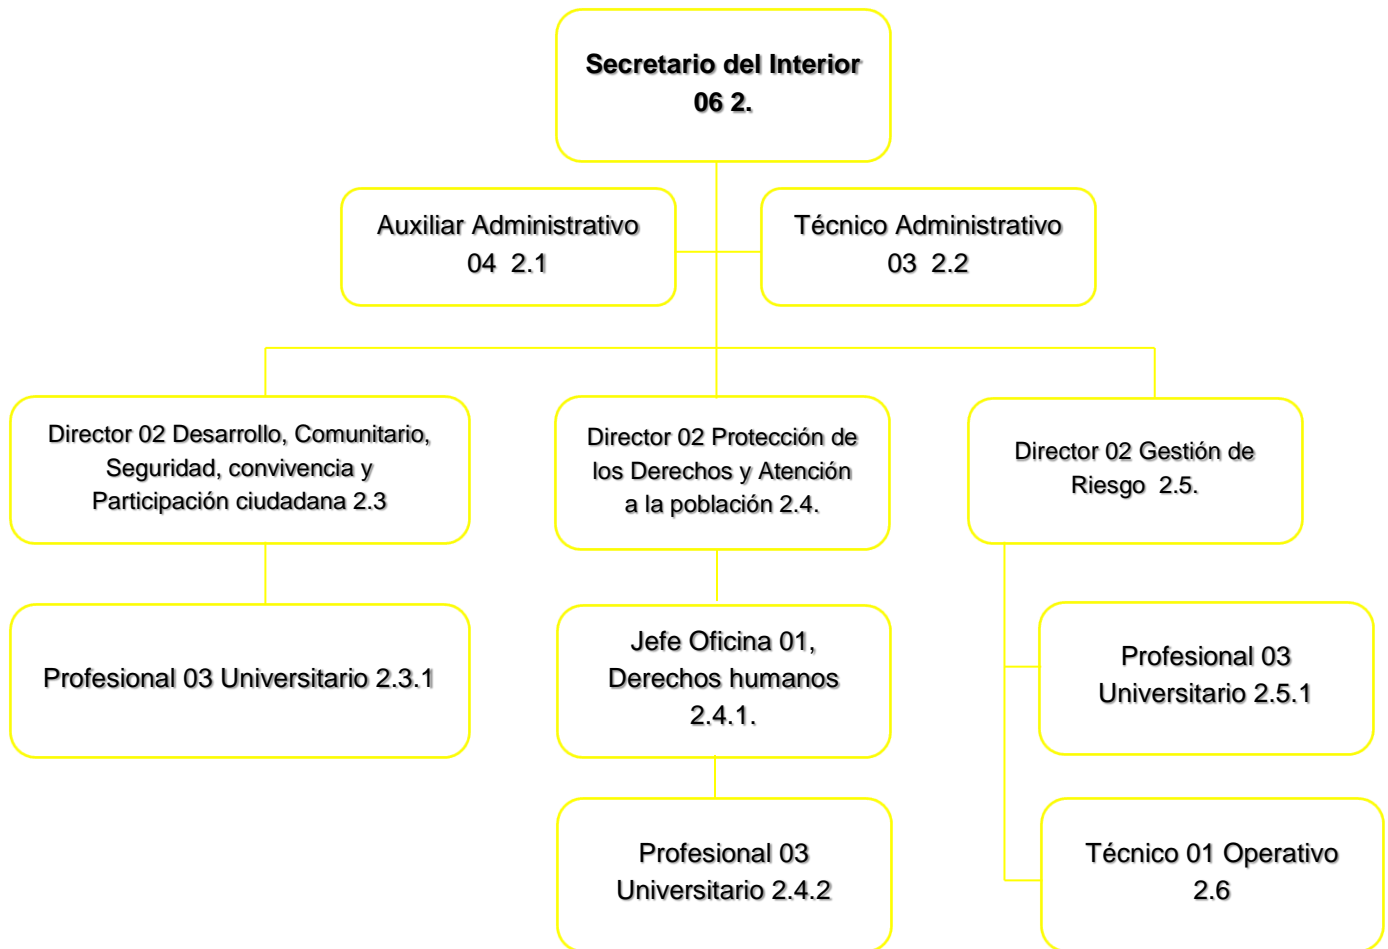 Secretario del Interior
06 2.
Auxiliar Administrativo
04 2.1
Técnico Administrativo
03 2.2
Director 02 Desarrollo, Comunitario,
Seguridad, convivencia y
Participación ciudadana 2.3
Director 02 Protección de
los Derechos y Atención
a la población 2.4.
Director 02 Gestión de
Riesgo 2.5.
Profesional 03 Universitario 2.3.1
Jefe Oficina 01,
Derechos humanos
2.4.1.
Profesional 03
Universitario 2.5.1
Profesional 03
Universitario 2.4.2
Técnico 01 Operativo
2.6